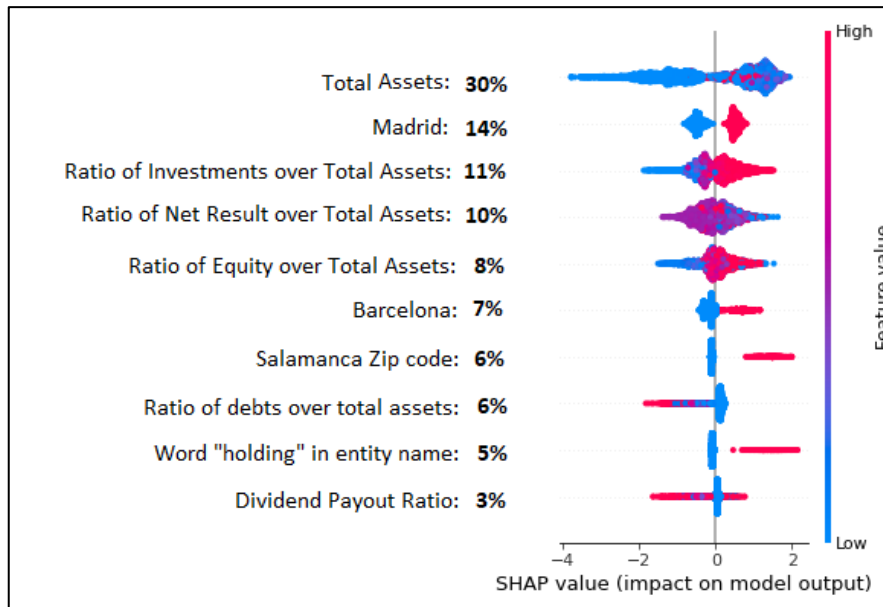 High
Total Assets: 30%
Madrid: 14%
Ratio of Investments over Total Assets: 11%
Ratio of Net Result over Total Assets: 10%
Ratio of Equity over Total Assets: 8%
Barcelona: 7%
Salamanca Zip code: 6%
Ratio of debts over total assets: 6%
Word "holding" in entity name: 5%
Dividend Payout Ratio: 3%
Feature value
Low
−4 −2 0 2
SHAP value (impact on model output)